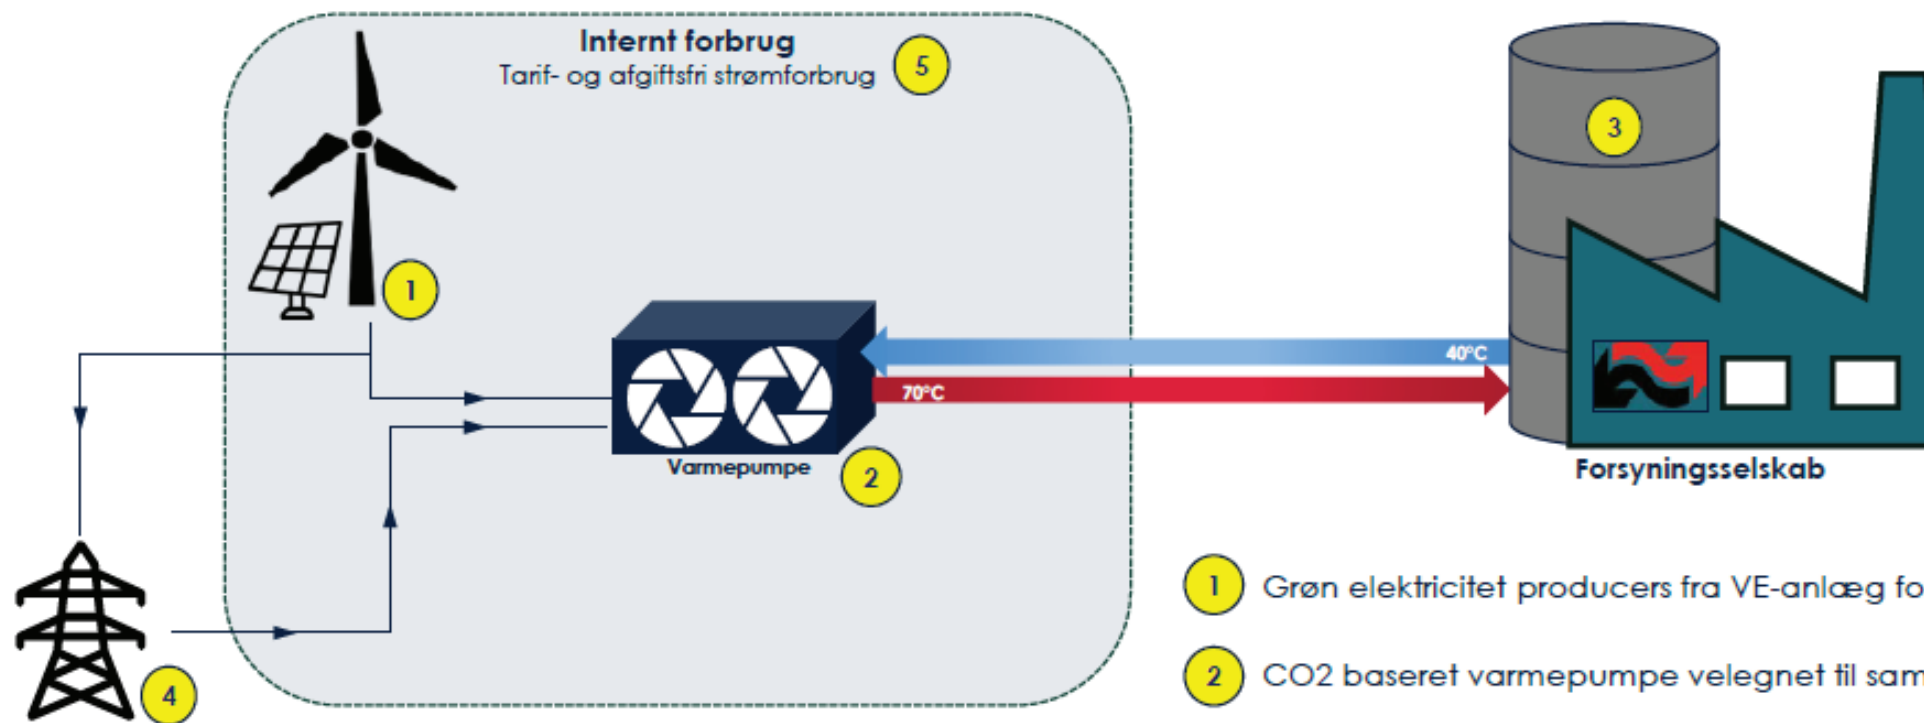 Internt forbrug
Tarif- og afgiftsfri strømforbrug
5
3
1
40°C
70°C
Varmepumpe
2
Forsyningsselskab
4
1 Grøn elektricitet producers fra VE-anlæg fo
2 CO2 baseret varmepumpe velegnet til sam